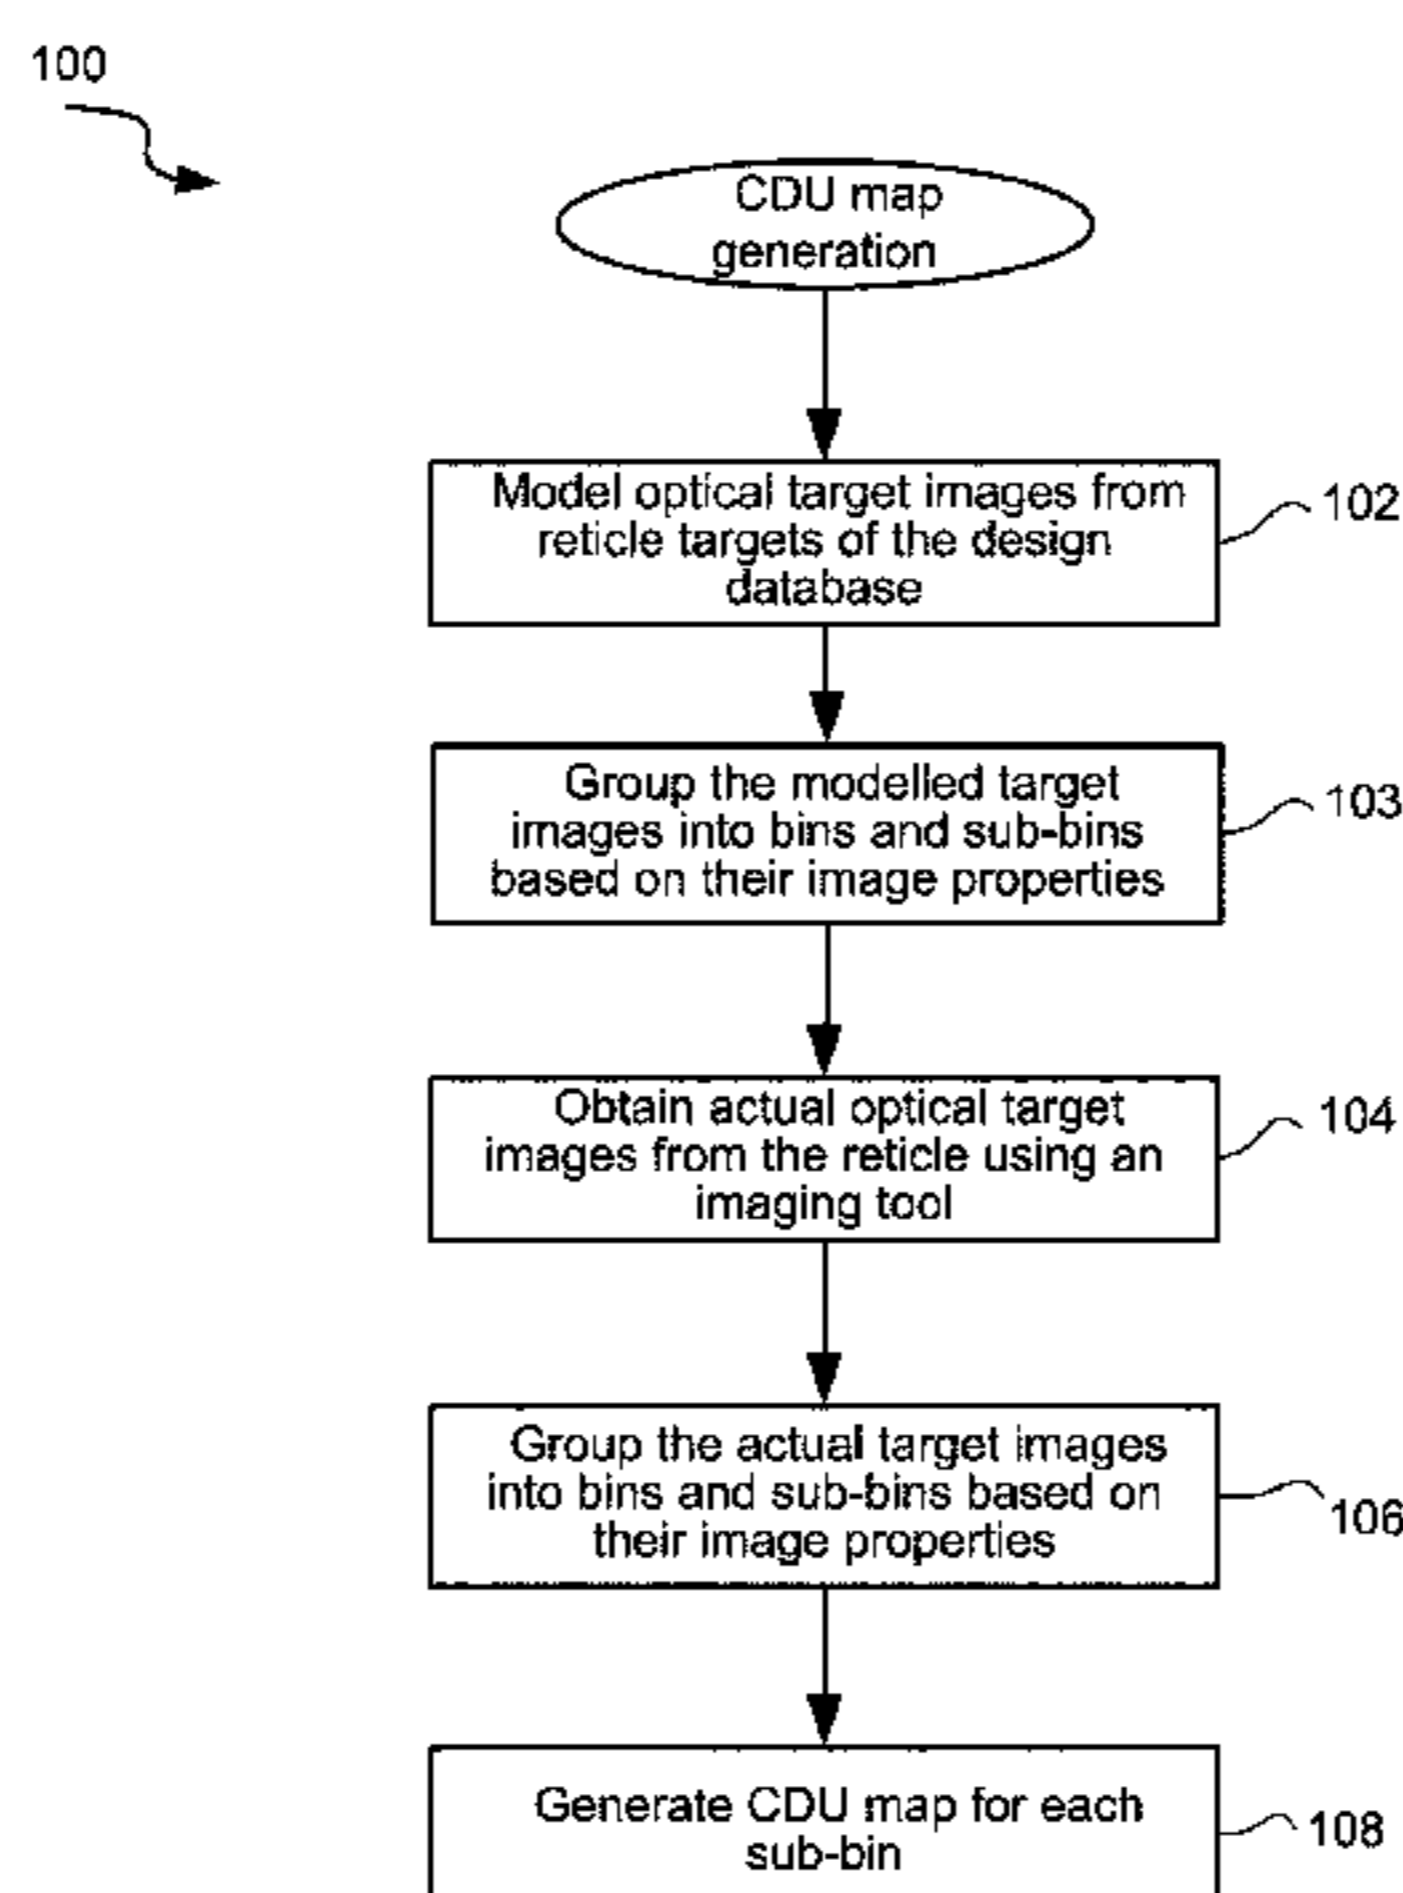 100
CDU map
generation
Model optical target images from
reticle targets of the design
database
102
Group the modelled target
images into bins and sub-bins
based on their image properties
103
Obtain actual optical target
images from the reticle using an
imaging tool
104
Group the actual target images
into bins and sub-bins based on
their image properties
106
Generate CDU map for each
sub-bin
108